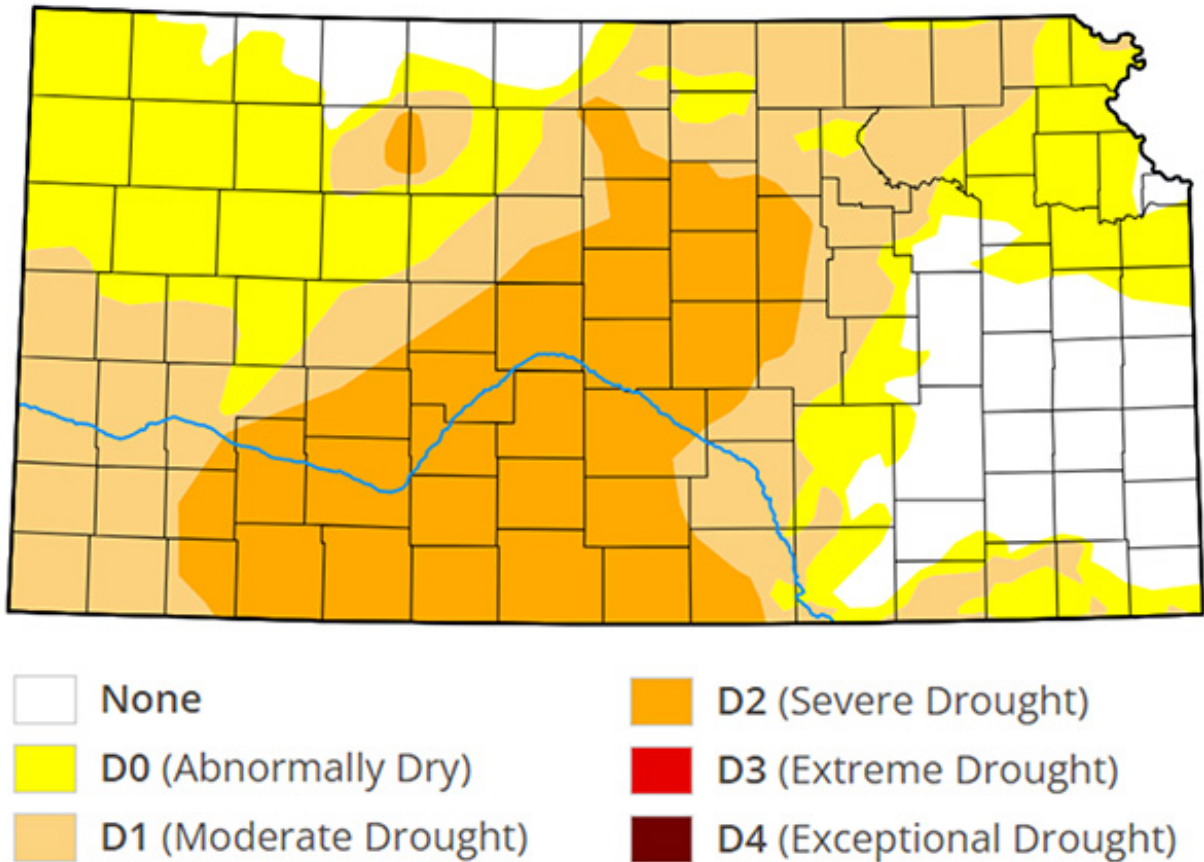 None
D0 (Abnormally Dry)
D1 (Moderate Drought)
D2 (Severe Drought)
D3 (Extreme Drought)
D4 (Exceptional Drought)